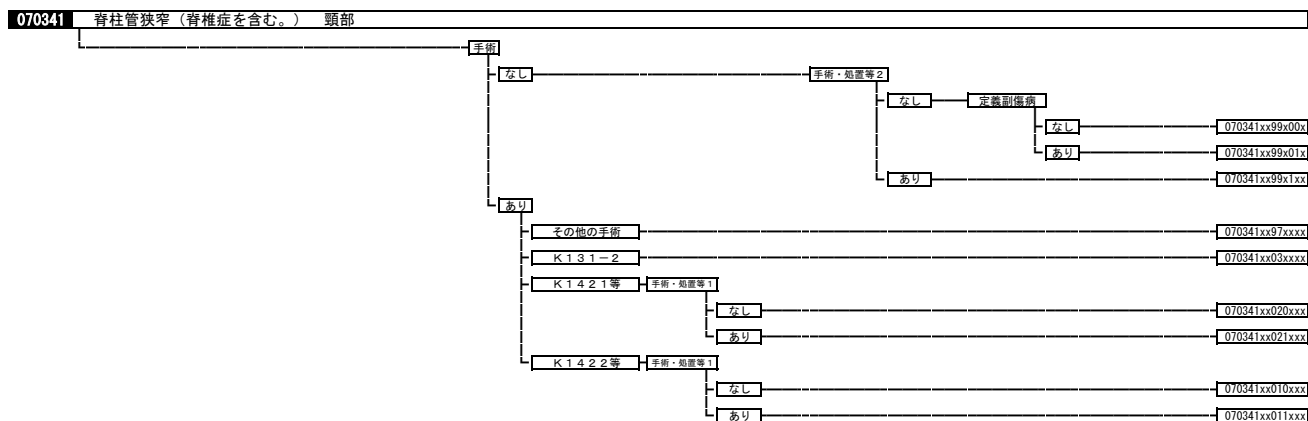 070341 脊柱管狭窄（脊椎症を含む。） 頸部
手術
なし 手術・処置等２
なし 定義副傷病
なし 070341xx99x00x
あり 070341xx99x01x
あり 070341xx99x1xx
あり
その他の手術 070341xx97xxxx
Ｋ１３１－２ 070341xx03xxxx
Ｋ１４２１等 手術・処置等１
なし 070341xx020xxx
あり 070341xx021xxx
Ｋ１４２２等 手術・処置等１
なし 070341xx010xxx
あり 070341xx011xxx